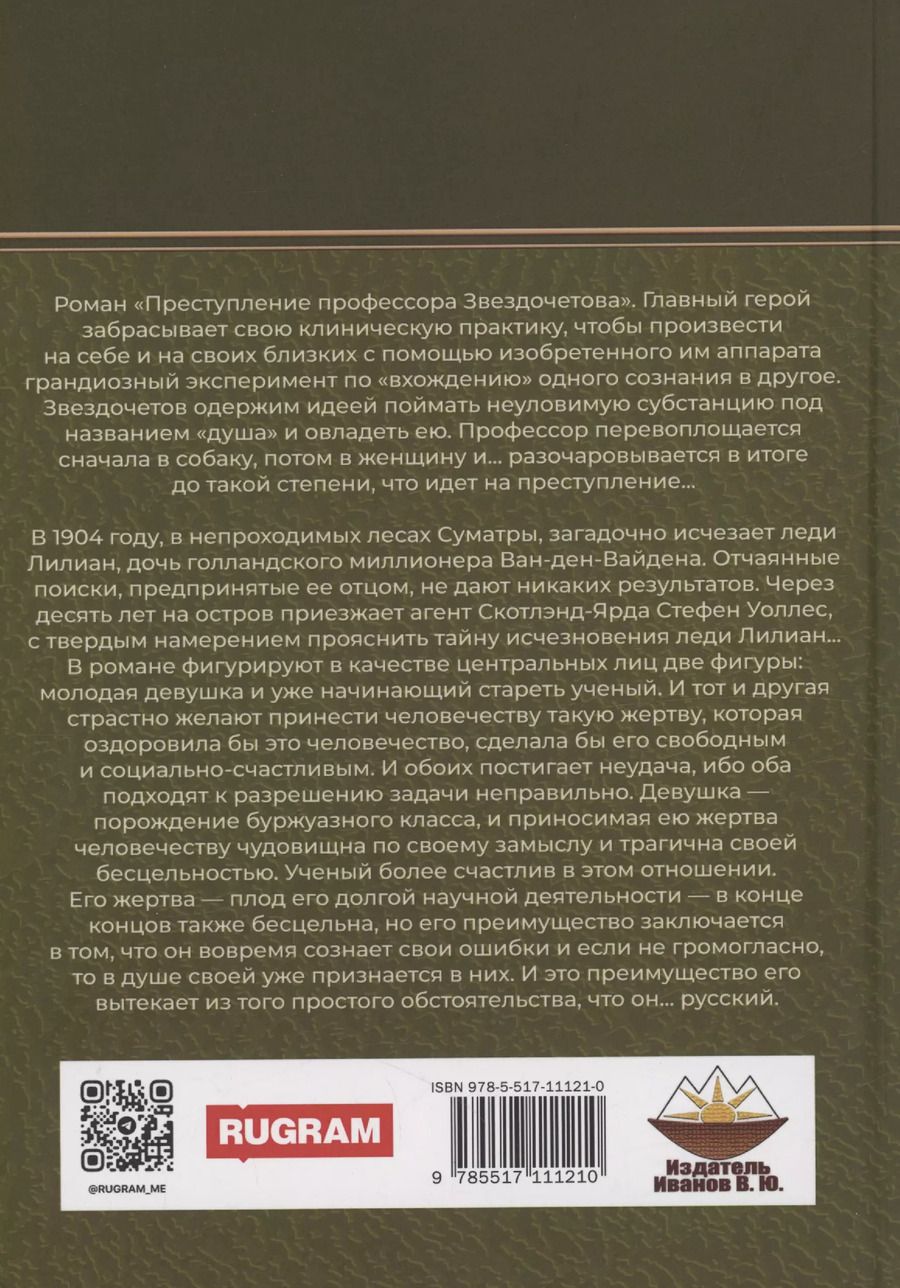 Роман «Преступление профессора Звездочетова». Главный герой
забрасывает свою клиническую практику, чтобы произвести
на себе и на своих близких с помощью изобретенного им аппарата
грандиозный эксперимент по «вхождению» одного сознания в другое.
Звездочетов одержим идеей поймать неуловимую субстанцию под
названием «душа» и овладеть ею. Профессор перевоплощается
сначала в собаку, потом в женщину и... разочаровывается в итоге
до такой степени, что идет на преступление...
В 1904 году, в непроходимых лесах Суматры, загадочно исчезает леди
Лилиан, дочь голландского миллионера Ван-ден-Вайдена. Отчаянные
поиски, предпринятые ее отцом, не дают никаких результатов. Через
десять лет на остров приезжает агент Скотлэнд-Ярда Стефен Уоллес,
с твердым намерением прояснить тайну исчезновения леди Лилиан...
В романе фигурируют в качестве центральных лиц две фигуры:
молодая девушка и уже начинающий стареть ученый. И тот и другая
страстно желают принести человечеству такую жертву, которая
оздоровила бы это человечество, сделала бы его свободным
и социально-счастливым. И обоих постигает неудача, ибо оба
подходят к разрешению задачи неправильно. Девушка —
порождение буржуазного класса, и приносимая ею жертва
человечеству чудовищна по своему замыслу и трагична своей
бесцельностью. Ученый более счастлив в этом отношении.
Его жертва — плод его долгой научной деятельности — в конце
концов также бесцельна, но его преимущество заключается
в том, что он вовремя сознает свои ошибки и если не громогласно,
то в душе своей уже признается в них. И это преимущество его
вытекает из того простого обстоятельства, что он... русский.
@RUGRAM_ME
RUGRAM
ISBN 978-5-517-11121-0
9 785517 111210
Издатель
Иванов В. Ю.